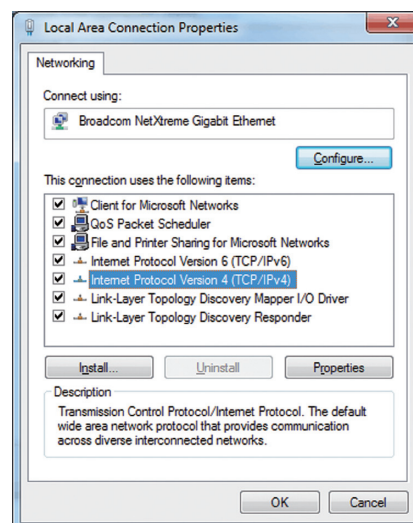 Local Area Connection Properties
Networking
Connect using:
Broadcom NetXtreme Gigabit Ethernet
Configure...
This connection uses the following items:
Client for Microsoft Networks
QoS Packet Scheduler
File and Printer Sharing for Microsoft Networks
Internet Protocol Version 6 (TCP/IPv6)
Internet Protocol Version 4 (TCP/IPv4)
Link-Layer Topology Discovery Mapper I/O Driver
Link-Layer Topology Discovery Responder
Install...
Uninstall
Properties
Description
Transmission Control Protocol/Internet Protocol. The default
wide area network protocol that provides communication
across diverse interconnected networks.
OK
Cancel